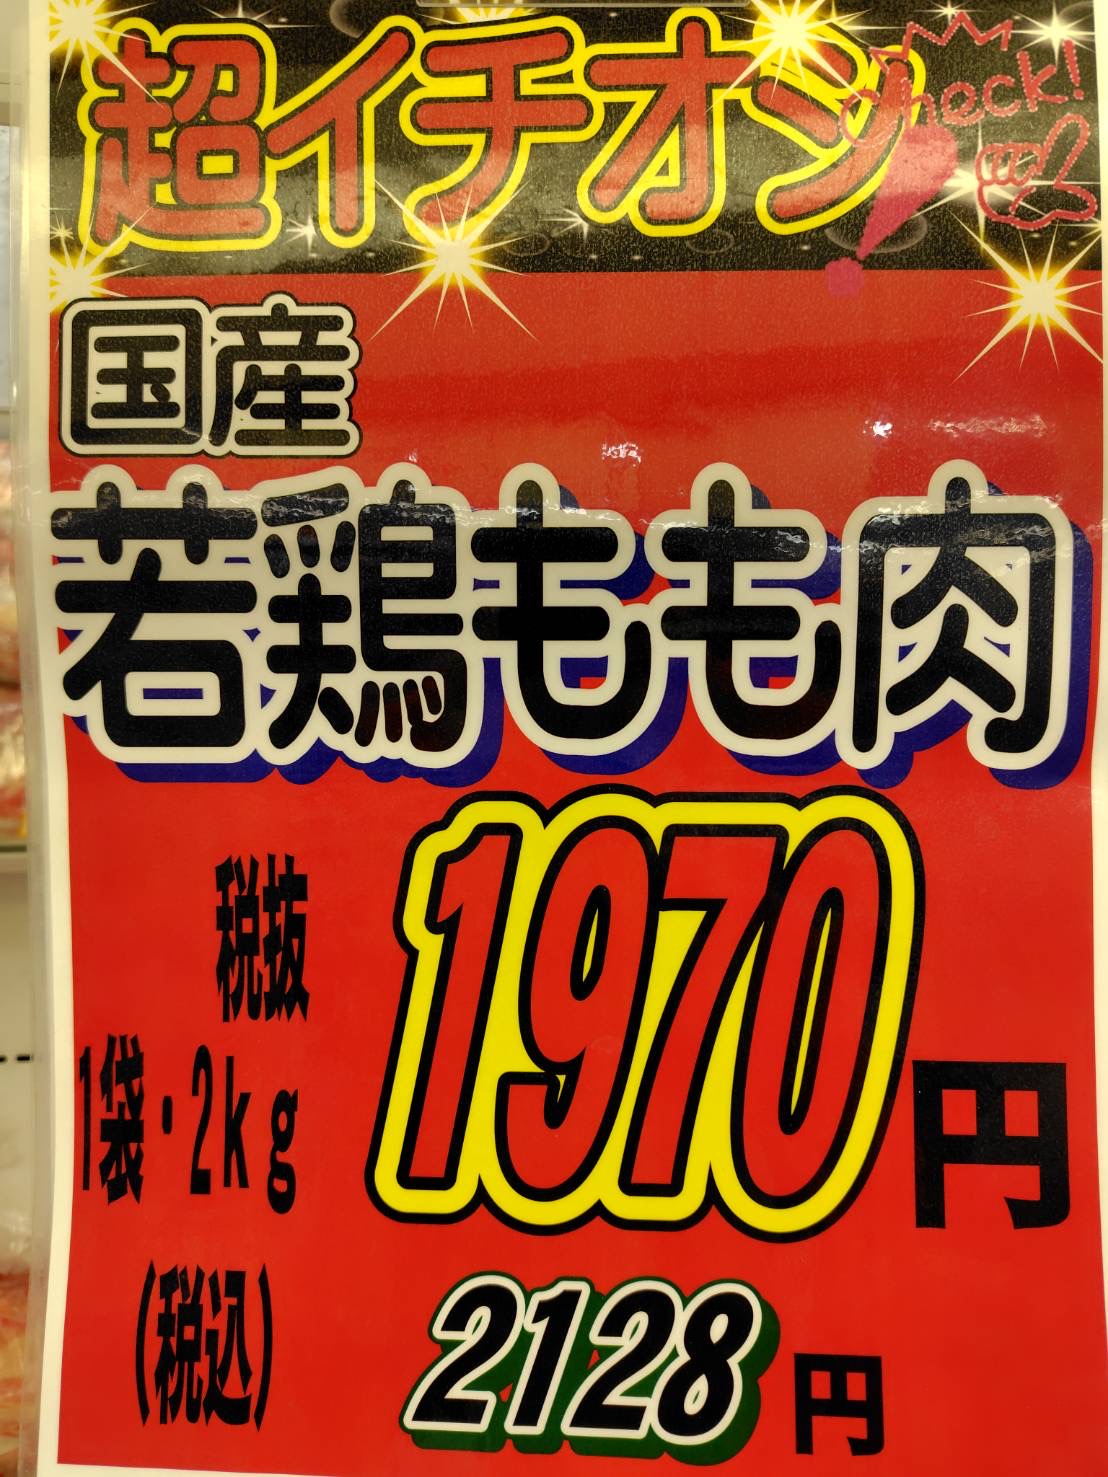 超イチオシ
check!
国産
若鶏もも肉
税抜
1袋・2kg
1970円
(税込)
2128円